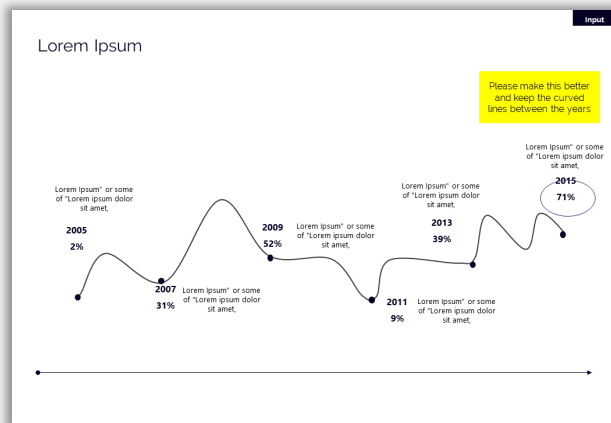 Input
Lorem Ipsum
Please make this better
and keep the curved
lines between the years
Lorem Ipsum" or some
of "Lorem ipsum dolor
sit amet,
2015
71%
Lorem Ipsum" or some
of "Lorem ipsum dolor
sit amet,
2013
39%
Lorem Ipsum" or some
of "Lorem ipsum dolor
sit amet,
2005
2%
2009
52%
Lorem Ipsum" or some
of "Lorem ipsum dolor
sit amet,
2007
31%
Lorem Ipsum" or some
of "Lorem ipsum dolor
sit amet,
2011
9%
Lorem Ipsum" or some
of "Lorem ipsum dolor
sit amet,